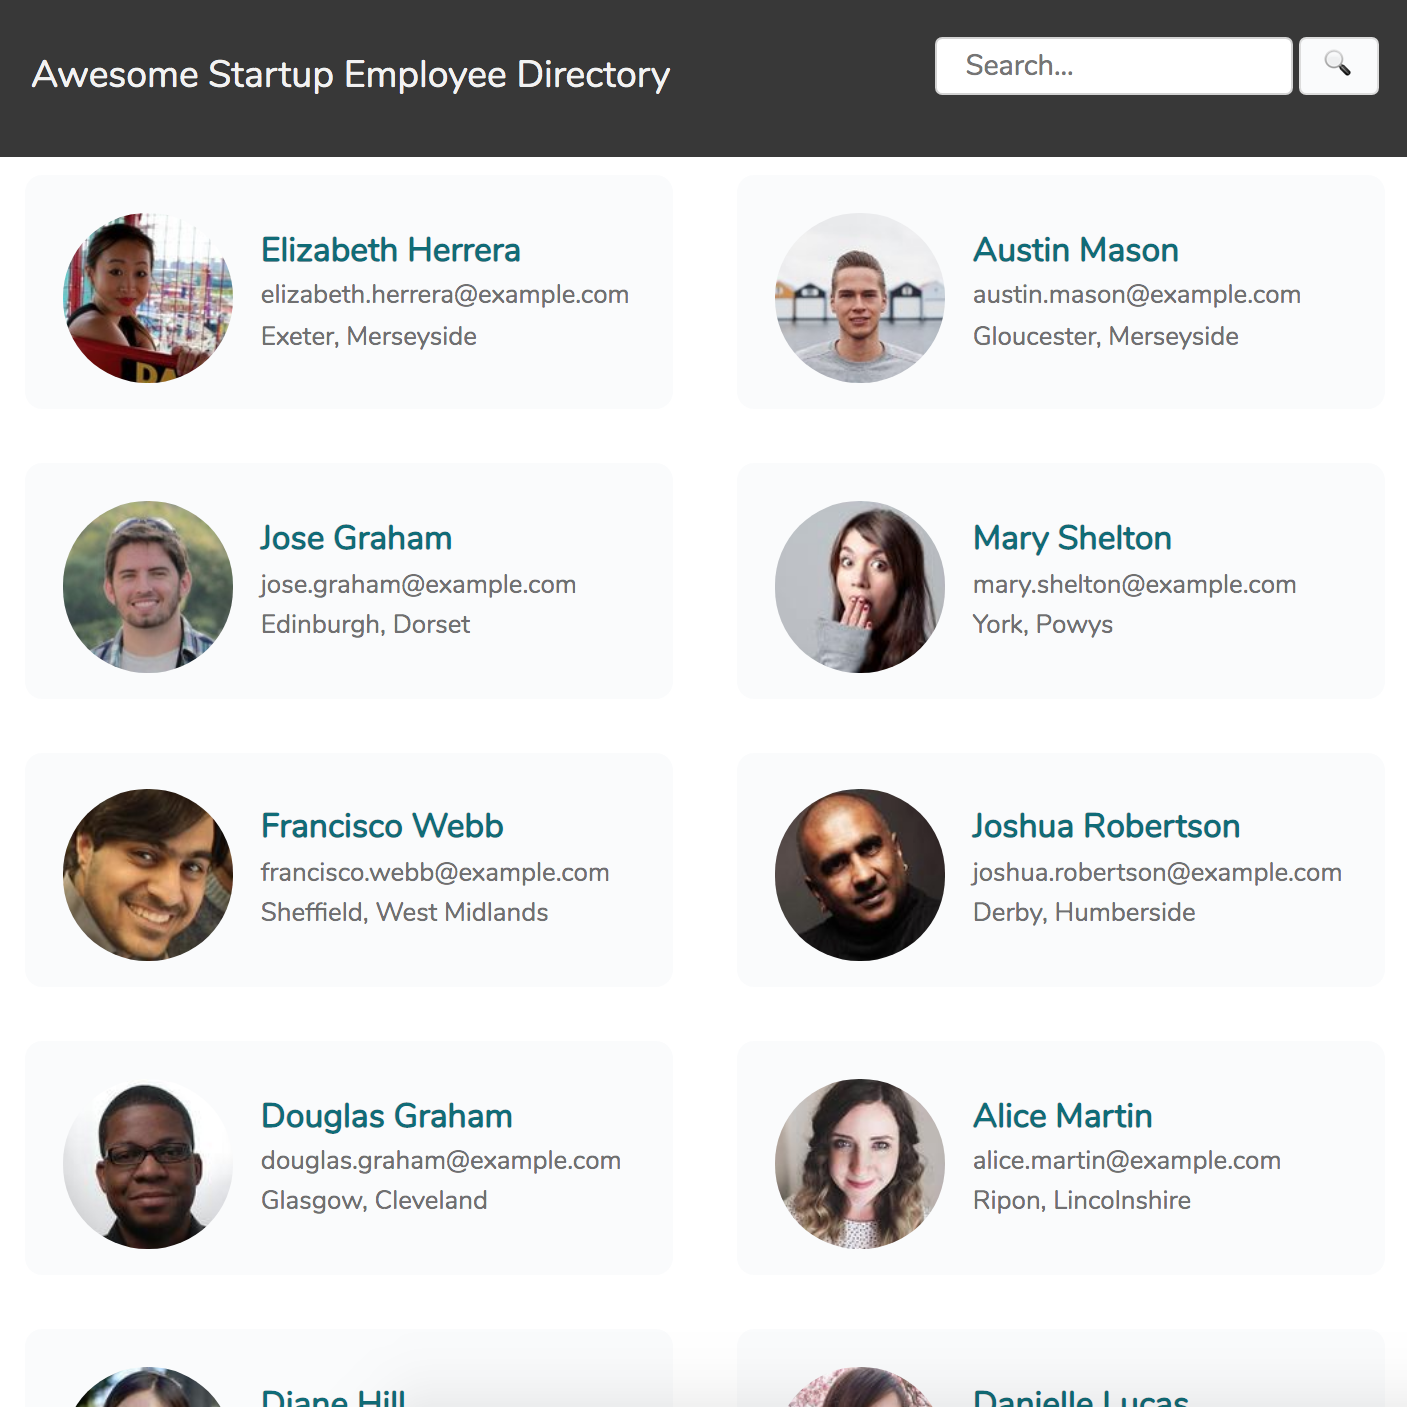 Awesome Startup Employee Directory
Search...
Elizabeth Herrera
elizabeth.herrera@example.com
Exeter, Merseyside
Austin Mason
austin.mason@example.com
Gloucester, Merseyside
Jose Graham
jose.graham@example.com
Edinburgh, Dorset
Mary Shelton
mary.shelton@example.com
York, Powys
Francisco Webb
francisco.webb@example.com
Sheffield, West Midlands
Joshua Robertson
joshua.robertson@example.com
Derby, Humberside
Douglas Graham
douglas.graham@example.com
Glasgow, Cleveland
Alice Martin
alice.martin@example.com
Ripon, Lincolnshire
Diane Hill
Danielle Lucas